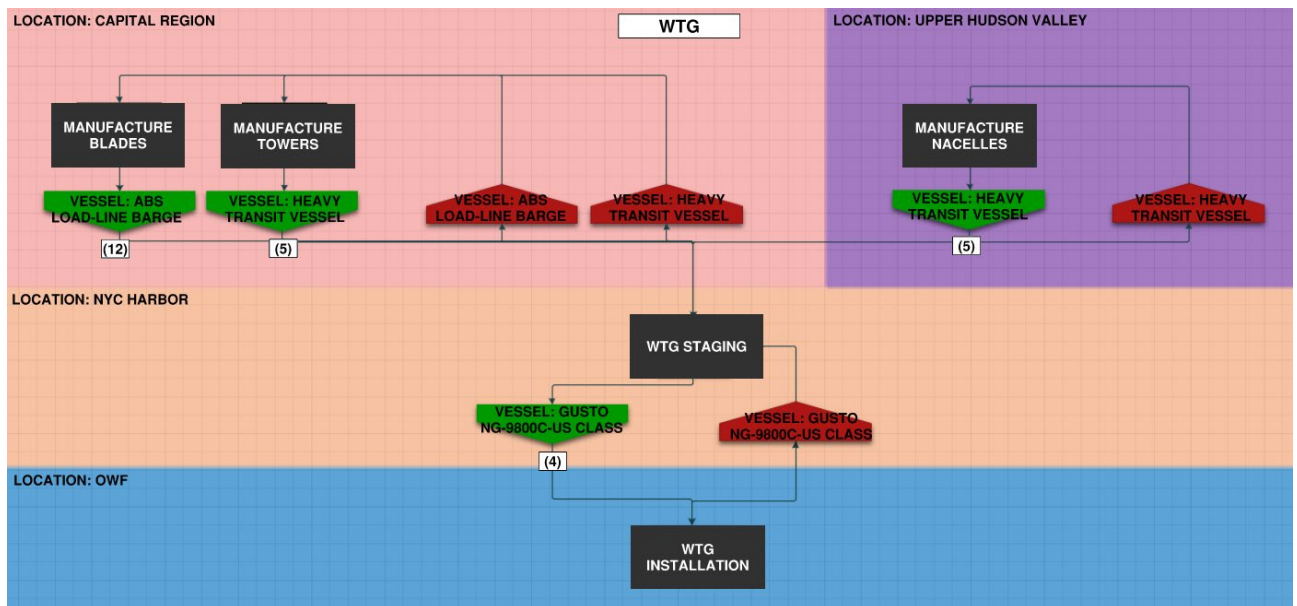 LOCATION: CAPITAL REGION
WTG
LOCATION: UPPER HUDSON VALLEY
MANUFACTURE
BLADES
MANUFACTURE
TOWERS
MANUFACTURE
NACELLES
VESSEL: ABS
LOAD-LINE BARGE
VESSEL: HEAVY
TRANSIT VESSEL
VESSEL: ABS
LOAD-LINE BARGE
VESSEL: HEAVY
TRANSIT VESSEL
VESSEL: HEAVY
TRANSIT VESSEL
VESSEL: HEAVY
TRANSIT VESSEL
(12)
(5)
(5)
LOCATION: NYC HARBOR
WTG STAGING
VESSEL: GUSTO
NG-9800C-US CLASS
VESSEL: GUSTO
NG-9800C-US CLASS
(4)
LOCATION: OWF
WTG
INSTALLATION